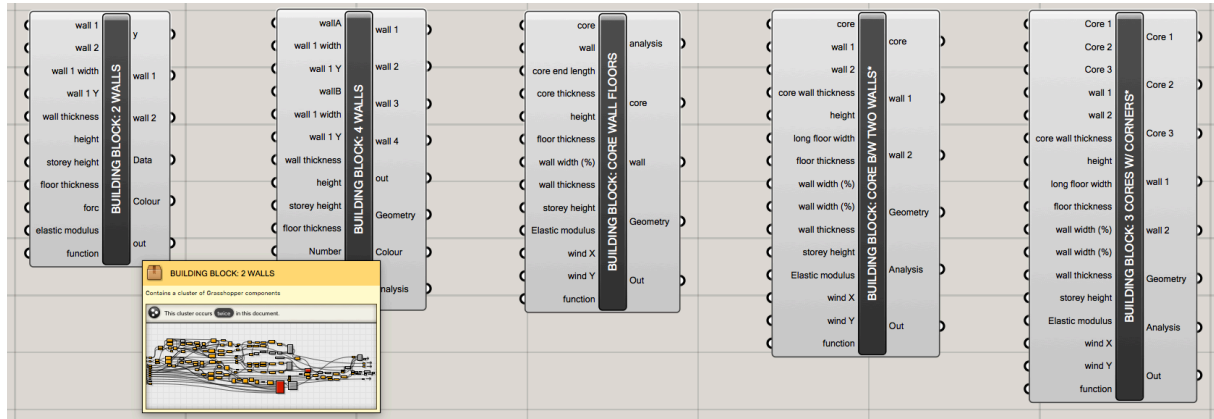 wall 1
wall 2
wall 1 width
wall 1 Y
wall thickness
height
storey height
floor thickness
forc
elastic modulus
function
BUILDING BLOCK: 2 WALLS
y
wall 1
wall 2
Data
Colour
out
wallA
wall 1 width
wall 1 Y
wallB
wall 1 width
wall 1 Y
wall thickness
height
storey height
floor thickness
Number
BUILDING BLOCK: 4 WALLS
wall 1
wall 2
wall 3
wall 4
out
Geometry
Colour
nalysis
BUILDING BLOCK: 2 WALLS
Contains a cluster of Grasshopper components
This cluster occurs twice in this document.
core
wall
core end length
core thickness
height
floor thickness
wall width (%)
wall thickness
storey height
Elastic modulus
wind X
wind Y
function
BUILDING BLOCK: CORE WALL FLOORS
analysis
core
wall
Geometry
Out
core
wall 1
wall 2
core wall thickness
height
long floor width
floor thickness
wall width (%)
wall width (%)
wall thickness
storey height
Elastic modulus
wind X
wind Y
function
BUILDING BLOCK: CORE B/W TWO WALLS*
core
wall 1
wall 2
Geometry
Analysis
Out
Core 1
Core 2
Core 3
wall 1
wall 2
core wall thickness
height
long floor width
floor thickness
wall width (%)
wall width (%)
wall thickness
storey height
Elastic modulus
wind X
wind Y
function
BUILDING BLOCK: 3 CORES W/ CORNERS*
Core 1
Core 2
Core 3
wall 1
wall 2
Geometry
Analysis
Out